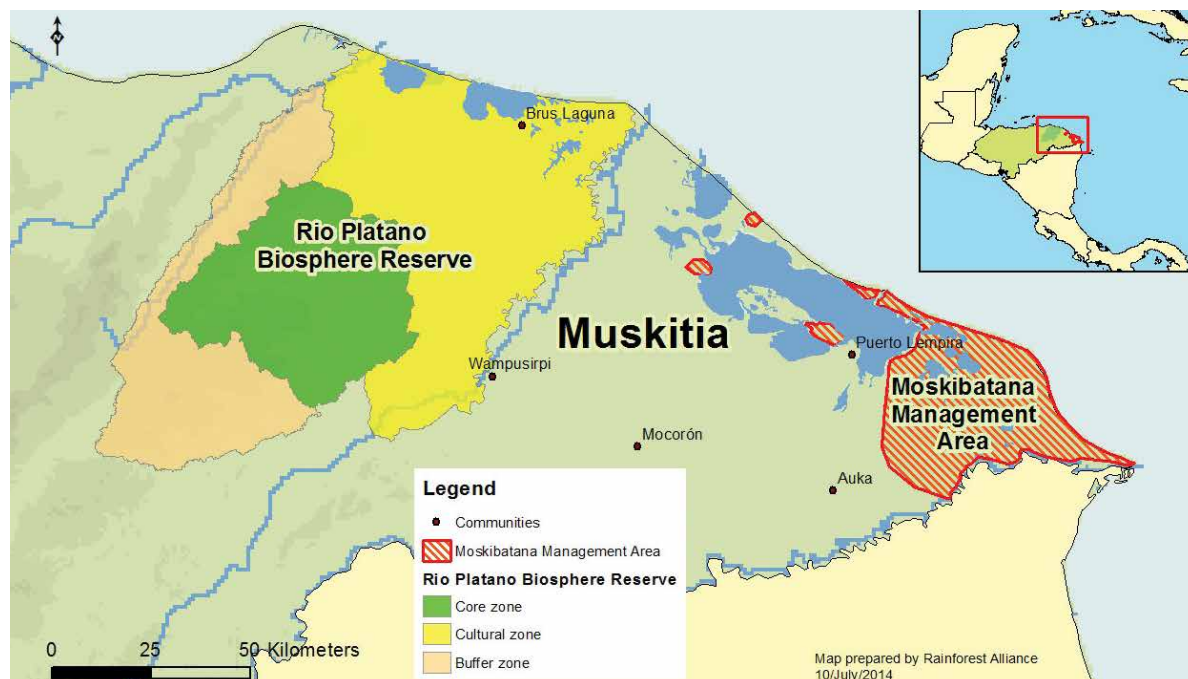 N
Brus Laguna
Rio Platano
Biosphere Reserve
Muskitia
Puerto Lempira
Wampusirpi
Moskibatana
Management
Area
Mocorón
Auka
Legend
Communities
Moskibatana Management Area
Rio Platano Biosphere Reserve
Core zone
Cultural zone
Buffer zone
0 25 50 Kilometers
Map prepared by Rainforest Alliance
10/July/2014